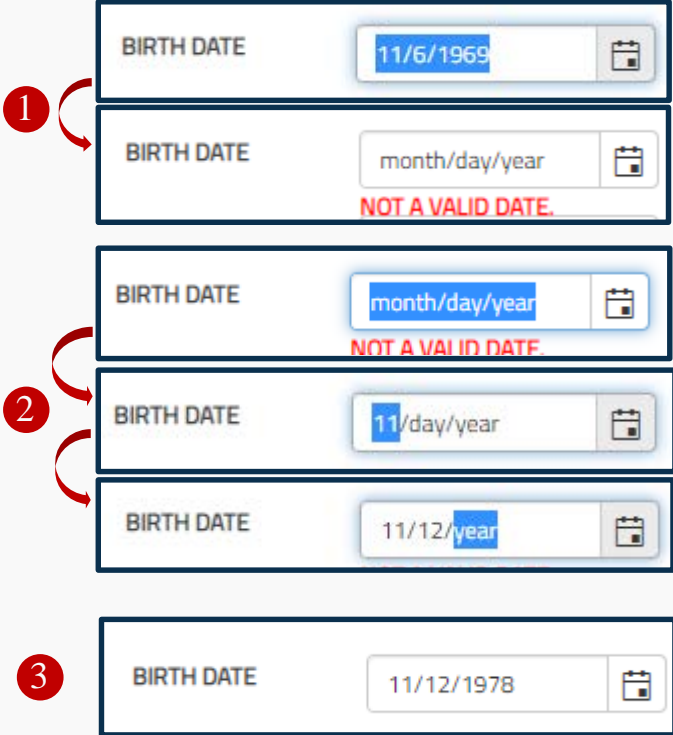 BIRTH DATE 11/6/1969
1
BIRTH DATE month/day/year
NOT A VALID DATE.
BIRTH DATE month/day/year
NOT A VALID DATE.
2
BIRTH DATE 11/day/year
BIRTH DATE 11/12/year
3
BIRTH DATE 11/12/1978